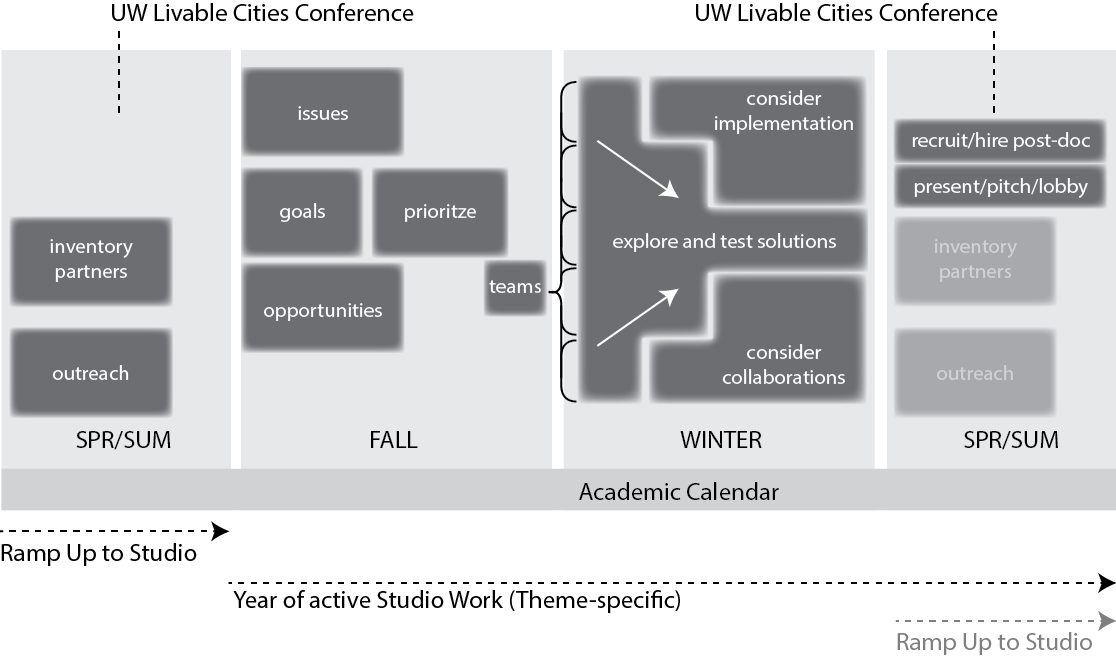 UW Livable Cities Conference
UW Livable Cities Conference
inventory
partners
outreach
SPR/SUM
issues
goals
prioritze
opportunities
teams
FALL
consider
implementation
explore and test solutions
consider
collaborations
WINTER
recruit/hire post-doc
present/pitch/lobby
inventory
partners
outreach
SPR/SUM
Academic Calendar
Ramp Up to Studio
Year of active Studio Work (Theme-specific)
Ramp Up to Studio